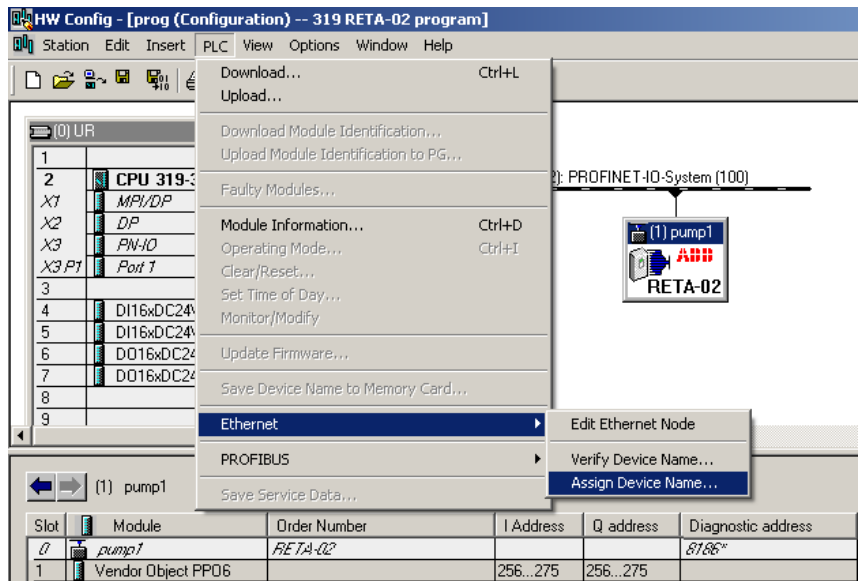 HW Config - [prog (Configuration) -- 319 RETA-02 program]
Station Edit Insert PLC View Options Window Help
Download... Ctrl+L
Upload...
Download Module Identification...
Upload Module Identification to PG...
Faulty Modules...
Module Information... Ctrl+D
Operating Mode... Ctrl+I
Clear/Reset...
Set Time of Day...
Monitor/Modify
Update Firmware...
Save Device Name to Memory Card...
Ethernet
PROFIBUS
Save Service Data...
Edit Ethernet Node
Verify Device Name...
Assign Device Name...
(0) UR
1
2 CPU 319-3
X1 MPI/DP
X2 DP
X3 PN-IO
X3 P1 Port 1
3
4 DI16xDC24V
5 DI16xDC24V
6 DO16xDC24
7 DO16xDC24
8
9
2): PROFINET-IO-System (100)
(1) pump1
ABB
RETA-02
(1) pump1
Slot Module Order Number I Address Q address Diagnostic address
0 pump1 RETA-02 8186*
1 Vendor Object PPO6 256...275 256...275